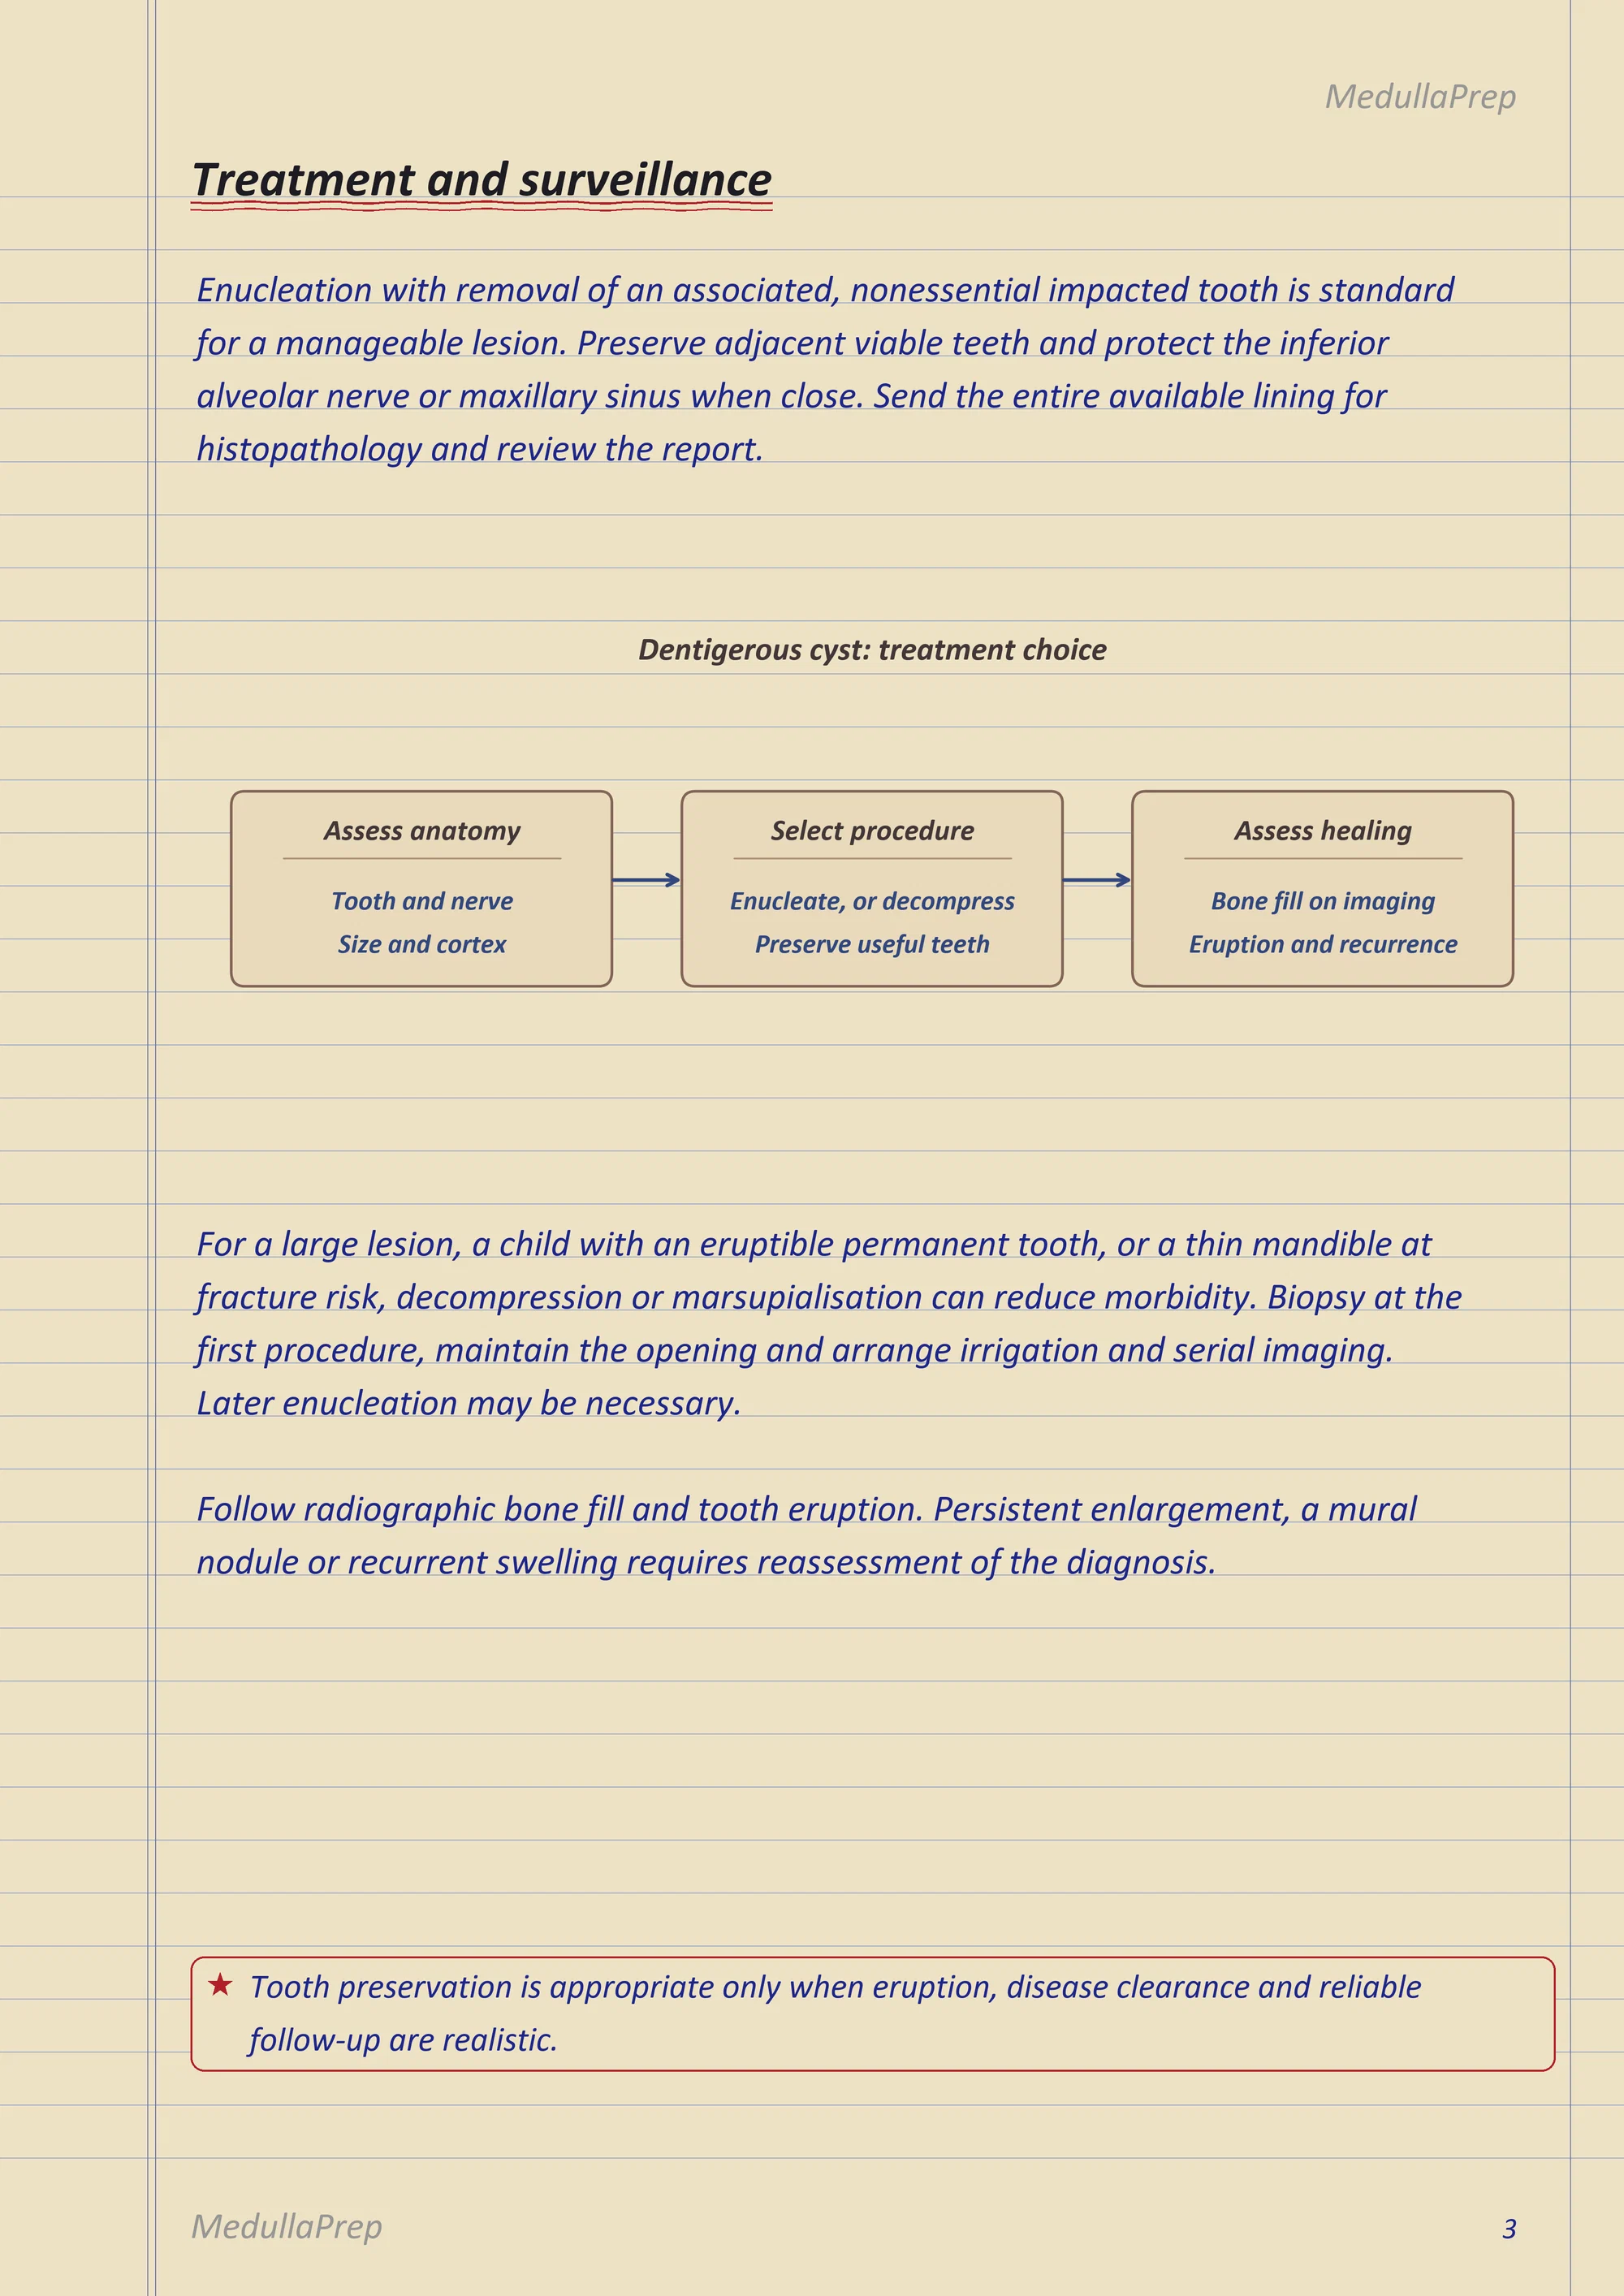 MedullaPrep
Treatment and surveillance
Enucleation with removal of an associated, nonessential impacted tooth is standard
for a manageable lesion. Preserve adjacent viable teeth and protect the inferior
alveolar nerve or maxillary sinus when close. Send the entire available lining for
histopathology and review the report.
Dentigerous cyst: treatment choice
Assess anatomy
Tooth and nerve
Size and cortex
Select procedure
Enucleate, or decompress
Preserve useful teeth
Assess healing
Bone fill on imaging
Eruption and recurrence
For a large lesion, a child with an eruptible permanent tooth, or a thin mandible at
fracture risk, decompression or marsupialisation can reduce morbidity. Biopsy at the
first procedure, maintain the opening and arrange irrigation and serial imaging.
Later enucleation may be necessary.
Follow radiographic bone fill and tooth eruption. Persistent enlargement, a mural
nodule or recurrent swelling requires reassessment of the diagnosis.
★ Tooth preservation is appropriate only when eruption, disease clearance and reliable
follow-up are realistic.
MedullaPrep
3